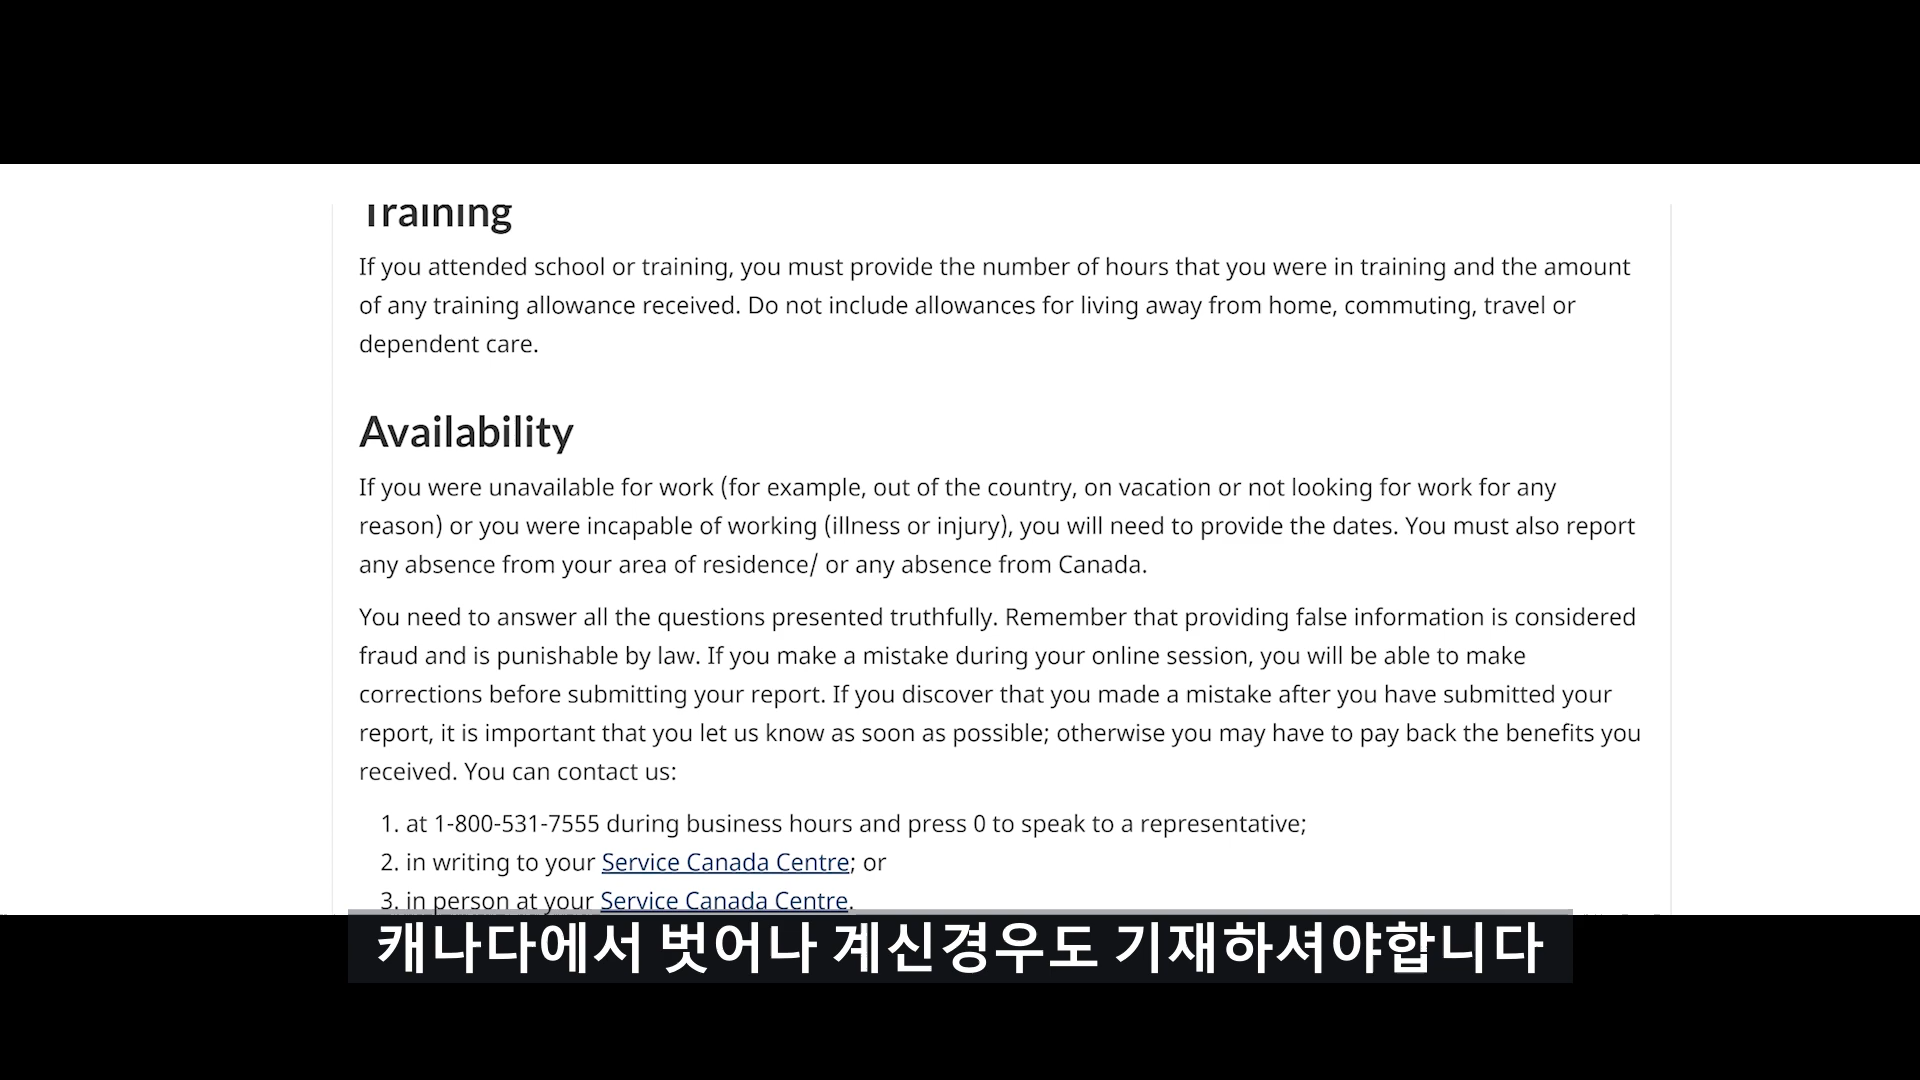 Training
If you attended school or training, you must provide the number of hours that you were in training and the amount
of any training allowance received. Do not include allowances for living away from home, commuting, travel or
dependent care.
Availability
If you were unavailable for work (for example, out of the country, on vacation or not looking for work for any
reason) or you were incapable of working (illness or injury), you will need to provide the dates. You must also report
any absence from your area of residence/ or any absence from Canada.
You need to answer all the questions presented truthfully. Remember that providing false information is considered
fraud and is punishable by law. If you make a mistake during your online session, you will be able to make
corrections before submitting your report. If you discover that you made a mistake after you have submitted your
report, it is important that you let us know as soon as possible; otherwise you may have to pay back the benefits you
received. You can contact us:
1. at 1-800-531-7555 during business hours and press 0 to speak to a representative;
2. in writing to your Service Canada Centre; or
3. in person at your Service Canada Centre.
캐나다에서 벗어나 계신경우도 기재하셔야합니다